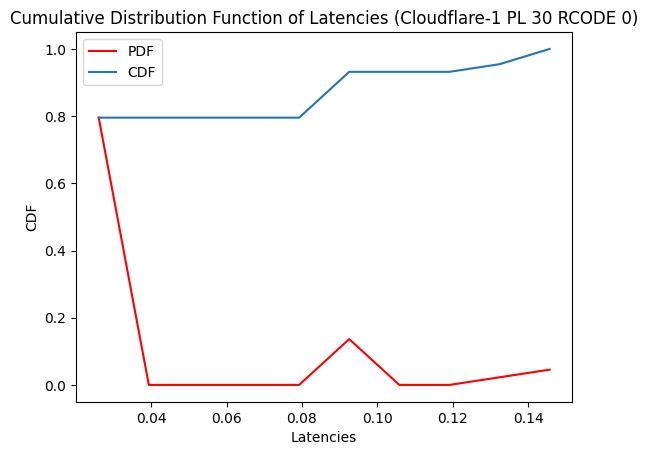 Cumulative Distribution Function of Latencies (Cloudflare-1 PL 30 RCODE 0)
PDF
CDF
CDF
1.0
0.8
0.6
0.4
0.2
0.0
0.04 0.06 0.08 0.10 0.12 0.14
Latencies